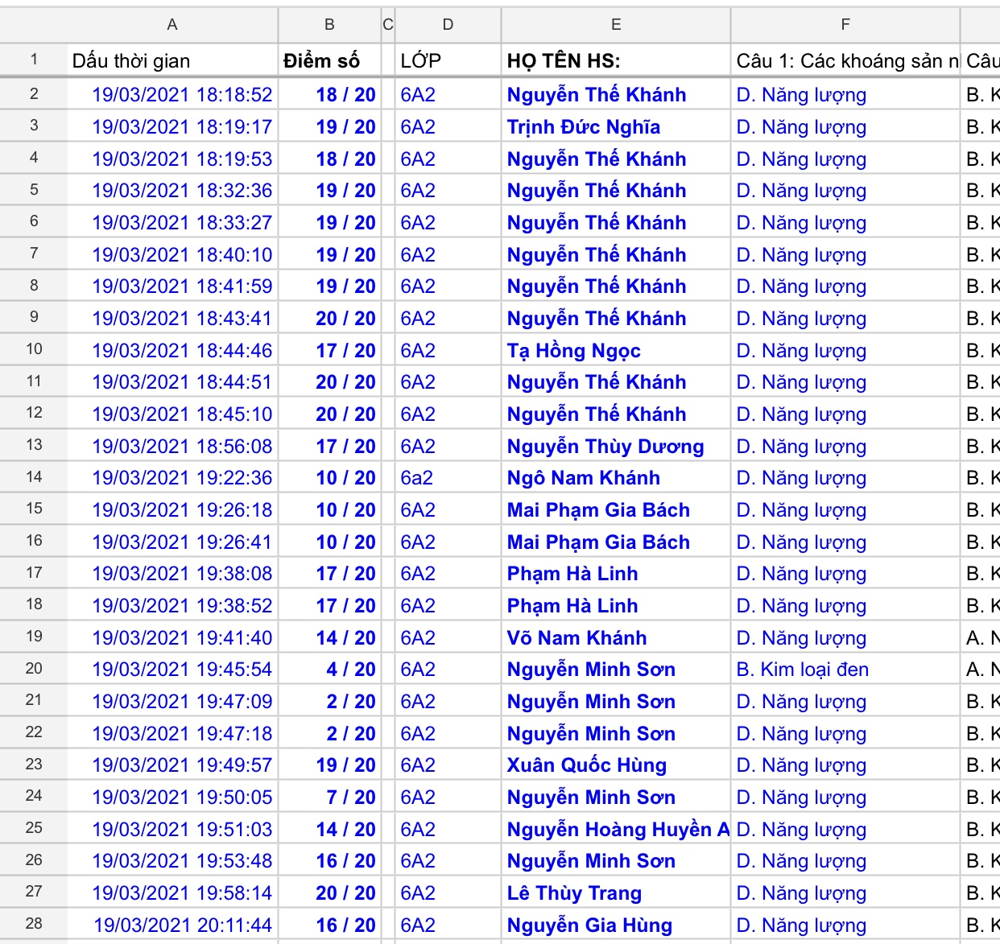 A B C D E F
1 Dấu thời gian Điểm số LỚP HỌ TÊN HS: Câu 1: Các khoáng sản Câu
2 19/03/2021 18:18:52 18 / 20 6A2 Nguyễn Thế Khánh D. Năng lượng B. K
3 19/03/2021 18:19:17 19 / 20 6A2 Trịnh Đức Nghĩa D. Năng lượng B. K
4 19/03/2021 18:19:53 18 / 20 6A2 Nguyễn Thế Khánh D. Năng lượng B. K
5 19/03/2021 18:32:36 19 / 20 6A2 Nguyễn Thế Khánh D. Năng lượng B. K
6 19/03/2021 18:33:27 19 / 20 6A2 Nguyễn Thế Khánh D. Năng lượng B. K
7 19/03/2021 18:40:10 19 / 20 6A2 Nguyễn Thế Khánh D. Năng lượng B. K
8 19/03/2021 18:41:59 19 / 20 6A2 Nguyễn Thế Khánh D. Năng lượng B. K
9 19/03/2021 18:43:41 20 / 20 6A2 Nguyễn Thế Khánh D. Năng lượng B. K
10 19/03/2021 18:44:46 17 / 20 6A2 Tạ Hồng Ngọc D. Năng lượng B. K
11 19/03/2021 18:44:51 20 / 20 6A2 Nguyễn Thế Khánh D. Năng lượng B. K
12 19/03/2021 18:45:10 20 / 20 6A2 Nguyễn Thế Khánh D. Năng lượng B. K
13 19/03/2021 18:56:08 17 / 20 6A2 Nguyễn Thùy Dương D. Năng lượng B. K
14 19/03/2021 19:22:36 10 / 20 6a2 Ngô Nam Khánh D. Năng lượng B. K
15 19/03/2021 19:26:18 10 / 20 6A2 Mai Phạm Gia Bách D. Năng lượng B. K
16 19/03/2021 19:26:41 10 / 20 6A2 Mai Phạm Gia Bách D. Năng lượng B. K
17 19/03/2021 19:38:08 17 / 20 6A2 Phạm Hà Linh D. Năng lượng B. K
18 19/03/2021 19:38:52 17 / 20 6A2 Phạm Hà Linh D. Năng lượng B. K
19 19/03/2021 19:41:40 14 / 20 6A2 Võ Nam Khánh D. Năng lượng A. N
20 19/03/2021 19:45:54 4 / 20 6A2 Nguyễn Minh Sơn B. Kim loại đen A. N
21 19/03/2021 19:47:09 2 / 20 6A2 Nguyễn Minh Sơn D. Năng lượng B. K
22 19/03/2021 19:47:18 2 / 20 6A2 Nguyễn Minh Sơn D. Năng lượng B. K
23 19/03/2021 19:49:57 19 / 20 6A2 Xuân Quốc Hùng D. Năng lượng B. K
24 19/03/2021 19:50:05 7 / 20 6A2 Nguyễn Minh Sơn D. Năng lượng B. K
25 19/03/2021 19:51:03 14 / 20 6A2 Nguyễn Hoàng Huyền A D. Năng lượng B. K
26 19/03/2021 19:53:48 16 / 20 6A2 Nguyễn Minh Sơn D. Năng lượng B. K
27 19/03/2021 19:58:14 20 / 20 6A2 Lê Thùy Trang D. Năng lượng B. K
28 19/03/2021 20:11:44 16 / 20 6A2 Nguyễn Gia Hùng D. Năng lượng B. K